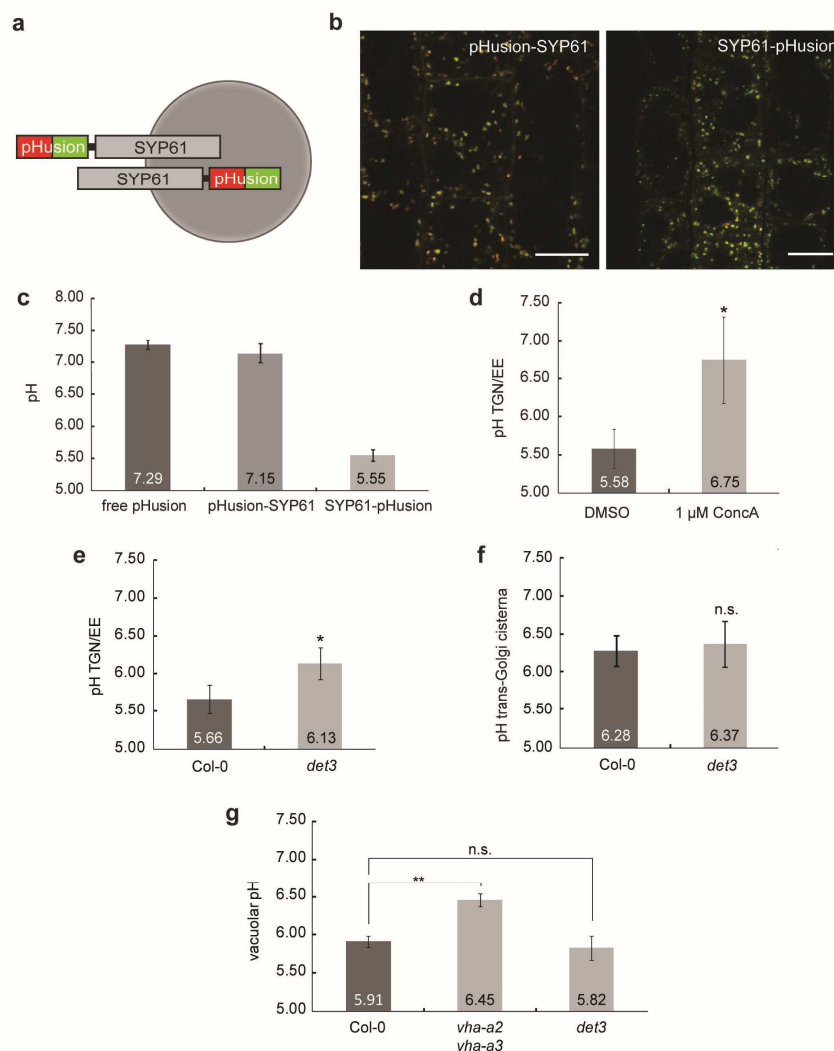 a
pHusion SYP61
SYP61 pHusion
b
pHusion-SYP61
SYP61-pHusion
c
8.00
7.50
7.00
6.50
6.00
5.50
5.00
pH
7.29
7.15
5.55
free pHusion
pHusion-SYP61
SYP61-pHusion
d
7.50
7.00
6.50
6.00
5.50
5.00
pH TGN/EE
*
5.58
6.75
DMSO
1 µM ConcA
e
7.50
7.00
6.50
6.00
5.50
5.00
pH TGN/EE
*
5.66
6.13
Col-0
det3
f
7.50
7.00
6.50
6.00
5.50
5.00
pH trans-Golgi cisterna
n.s.
6.28
6.37
Col-0
det3
g
7.50
7.00
6.50
6.00
5.50
5.00
vacuolar pH
n.s.
**
5.91
6.45
5.82
Col-0
vha-a2
vha-a3
det3